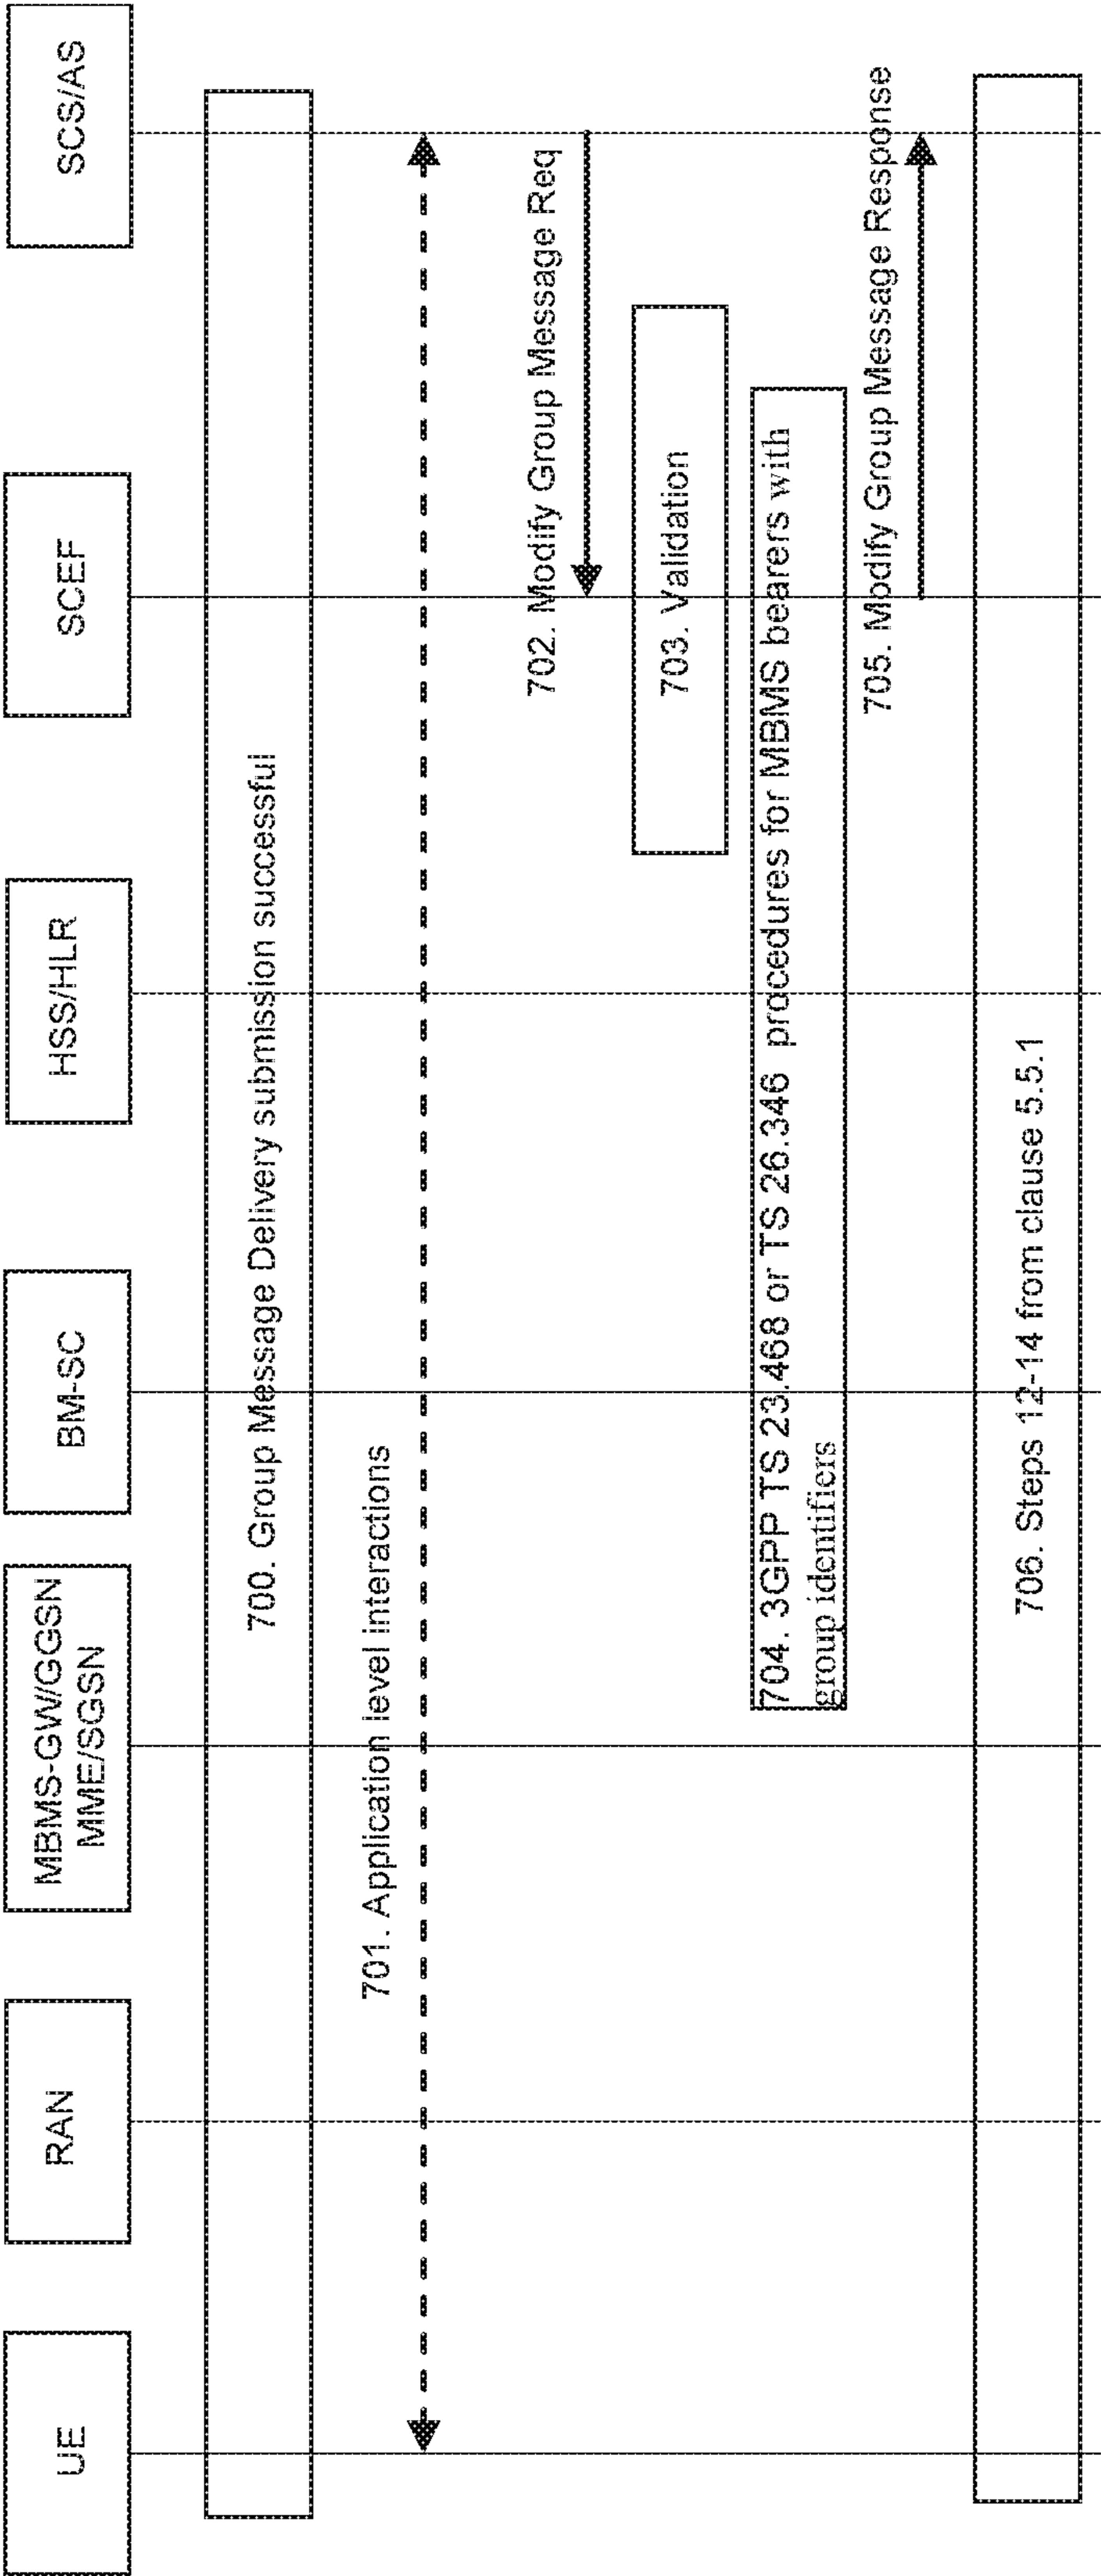 UE
RAN
MBMS-GW/GGSN
MME/SGSN
BM-SC
HSS/HLR
SCEF
SCS/AS
700. Group Message Delivery submission successful
701. Application level interactions
702. Modify Group Message Req
703. Validation
704. 3GPP TS 23.468 or TS 26.346 procedures for MBMS bearers with
group identifiers
705. Modify Group Message Response
706. Steps 12-14 from clause 5.5.1